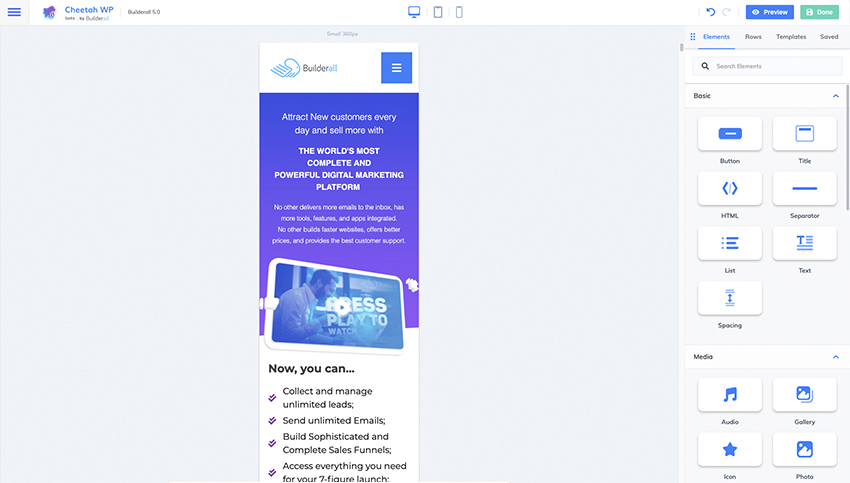 Cheetah WP
beta by Builderall
Builderall 5.0
Preview
Done
Small 360px
Builderall
Attract New customers every
day and sell more with
THE WORLD'S MOST
COMPLETE AND
POWERFUL DIGITAL MARKETING
PLATFORM
No other delivers more emails to the inbox, has
more tools, features, and apps integrated.
No other builds faster websites, offers better
prices, and provides the best customer support.
PRESS
PLAY TO
WATCH
Now, you can...
Collect and manage
unlimited leads;
Send unlimited Emails;
Build Sophisticated and
Complete Sales Funnels;
Access everything you need
for your 7-figure launch;
Elements
Rows
Templates
Saved
Search Elements
Basic
Button
Title
HTML
Separator
List
Text
Spacing
Media
Audio
Gallery
Icon
Photo